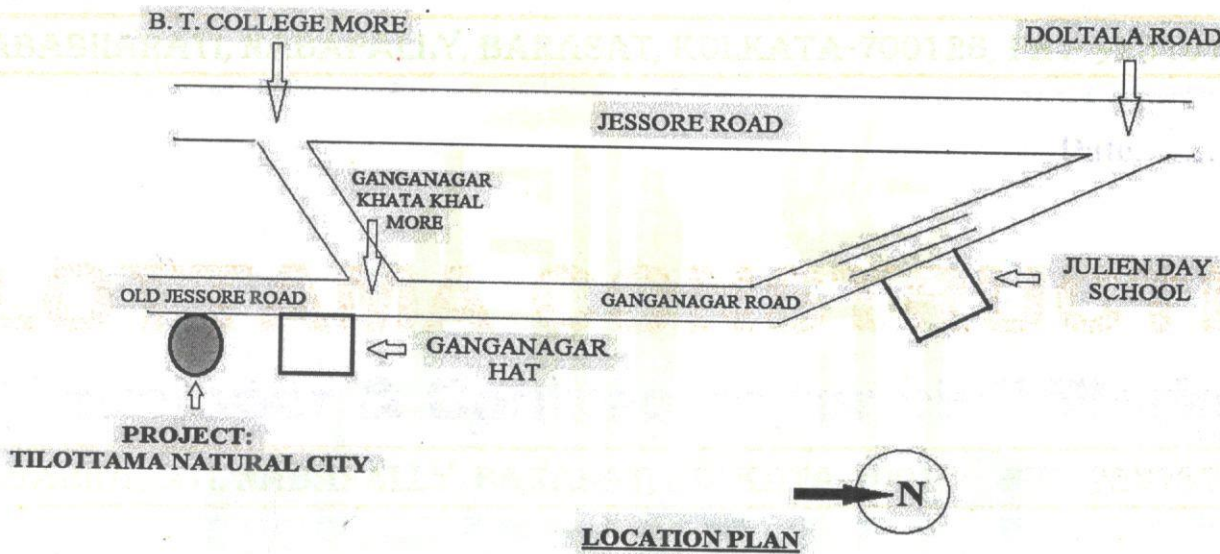 B. T. COLLEGE MORE
DOLTALA ROAD
JESSORE ROAD
GANGANAGAR
KHATA KHAL
MORE
OLD JESSORE ROAD
GANGANAGAR ROAD
JULIEN DAY
SCHOOL
GANGANAGAR
HAT
PROJECT:
TILOTTAMA NATURAL CITY
N
LOCATION PLAN